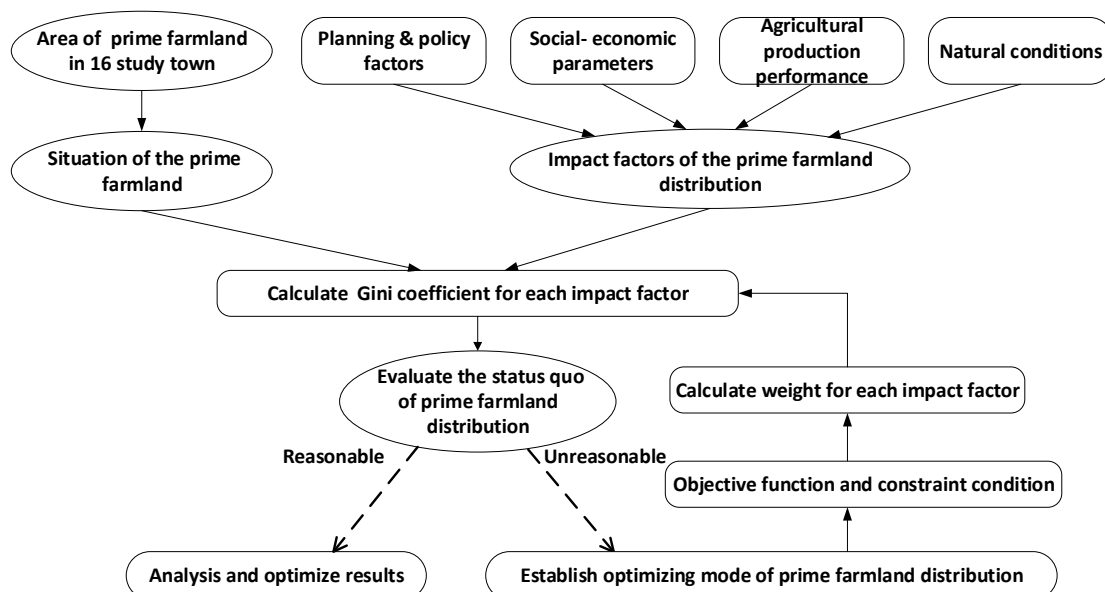 Area of prime farmland
in 16 study town
Planning & policy
factors
Social- economic
parameters
Agricultural
production
performance
Natural conditions
Situation of the prime
farmland
Impact factors of the prime farmland
distribution
Calculate Gini coefficient for each impact factor
Evaluate the status quo
of prime farmland
distribution
Calculate weight for each impact factor
Reasonable
Unreasonable
Objective function and constraint condition
Analysis and optimize results
Establish optimizing mode of prime farmland distribution